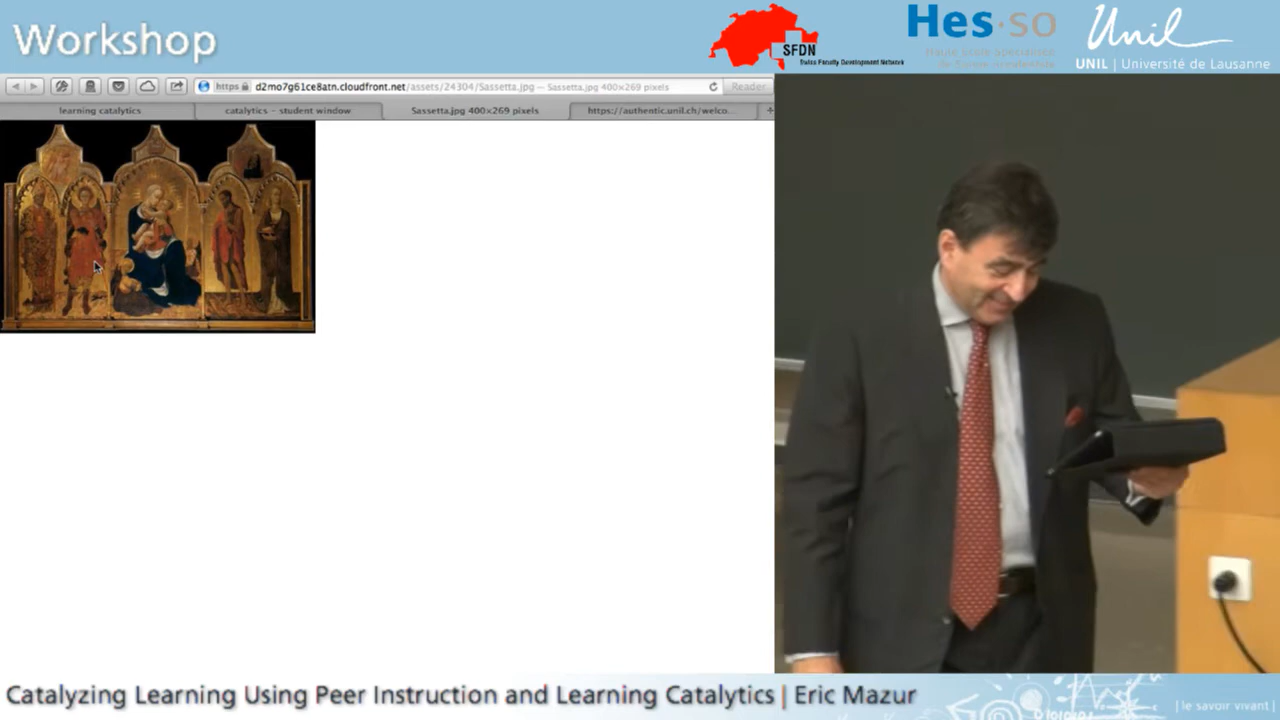 Workshop
SFDN
Swiss Faculty Development Network
Hes·so
Haute Ecole Spécialisée
de Suisse occidentale
Unil
UNIL | Université de Lausanne
https d2mo7g61ce8atn.cloudfront.net/assets/24304/Sassetta.jpg — Sassetta.jpg 400×269 pixels
Reader
learning catalytics
catalytics – student window
Sassetta.jpg 400×269 pixels
https://authentic.unil.ch/welco...
Catalyzing Learning Using Peer Instruction and Learning Catalytics | Eric Mazur
| le savoir vivant |